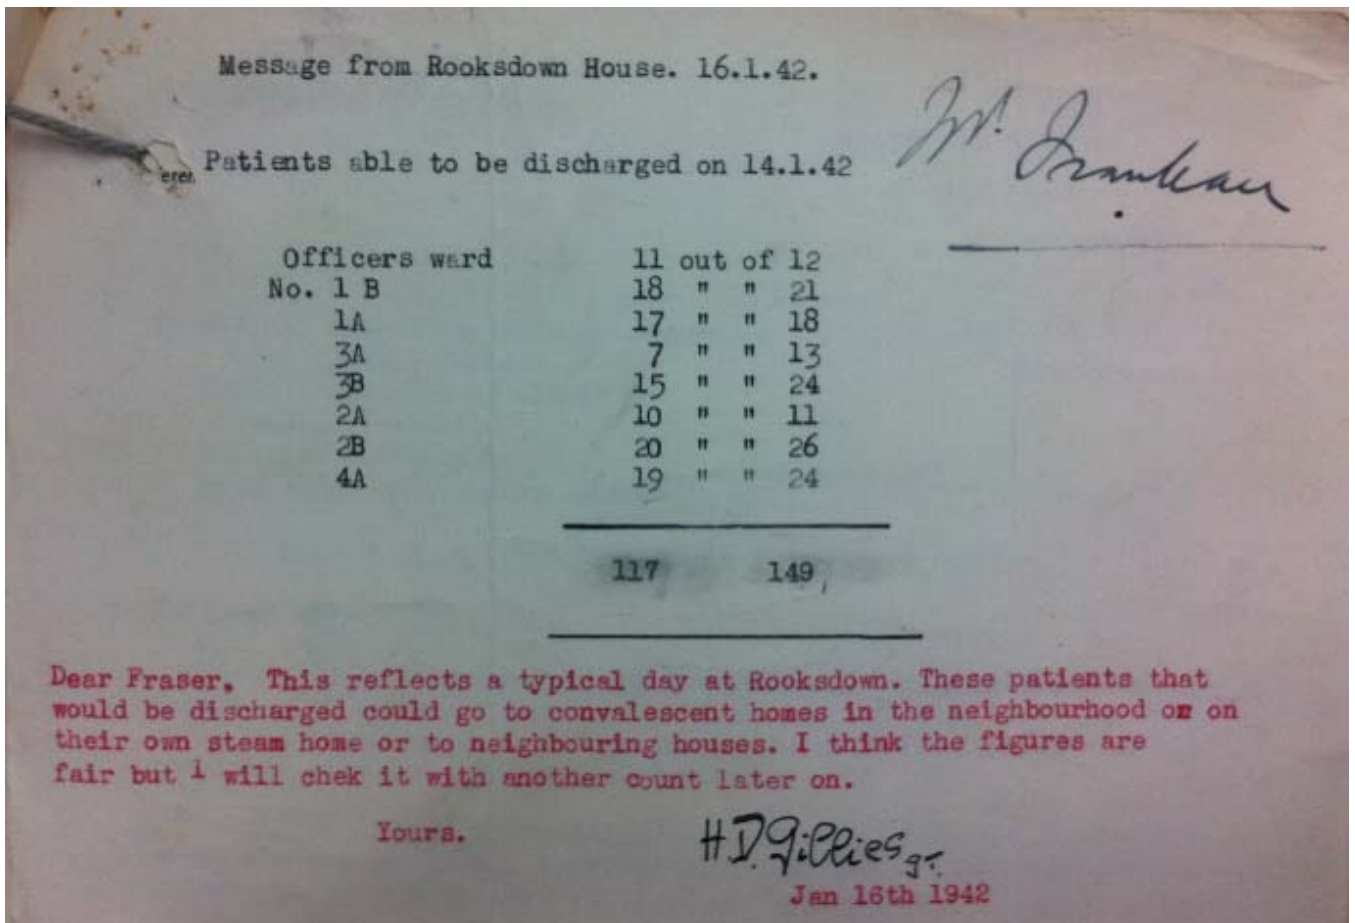 Message from Rooksdown House. 16.1.42.
Mr. Frankau
Patients able to be discharged on 14.1.42
Officers ward 11 out of 12
No. 1 B 18 " " 21
1A 17 " " 18
3A 7 " " 13
3B 15 " " 24
2A 10 " " 11
2B 20 " " 26
4A 19 " " 24
117 149
Dear Fraser. This reflects a typical day at Rooksdown. These patients that
would be discharged could go to convalescent homes in the neighbourhood or on
their own steam home or to neighbouring houses. I think the figures are
fair but i will chek it with another count later on.
Yours.
H D. Gillies
Jan 16th 1942